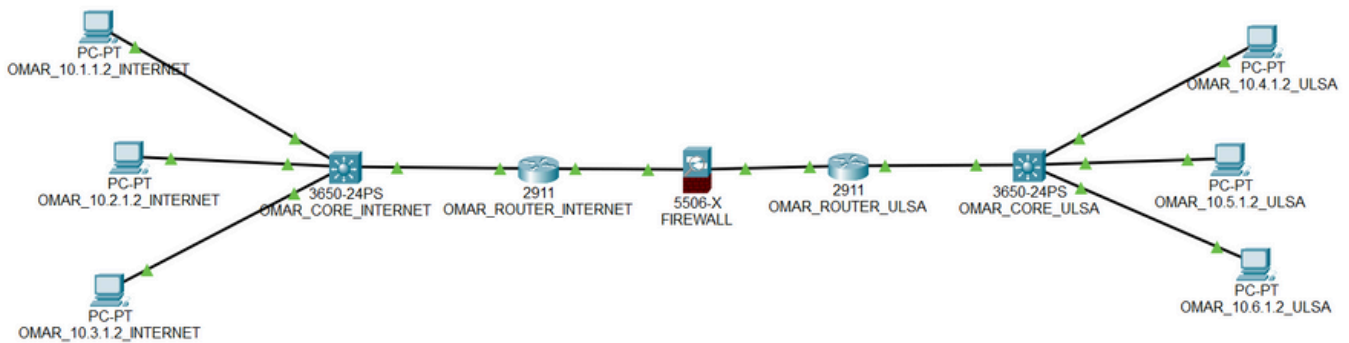 PC-PT
OMAR_10.1.1.2_INTERNET
PC-PT
OMAR_10.2.1.2_INTERNET
PC-PT
OMAR_10.3.1.2_INTERNET
3650-24PS
OMAR_CORE_INTERNET
2911
OMAR_ROUTER_INTERNET
5506-X
FIREWALL
2911
OMAR_ROUTER_ULSA
3650-24PS
OMAR_CORE_ULSA
PC-PT
OMAR_10.4.1.2_ULSA
PC-PT
OMAR_10.5.1.2_ULSA
PC-PT
OMAR_10.6.1.2_ULSA